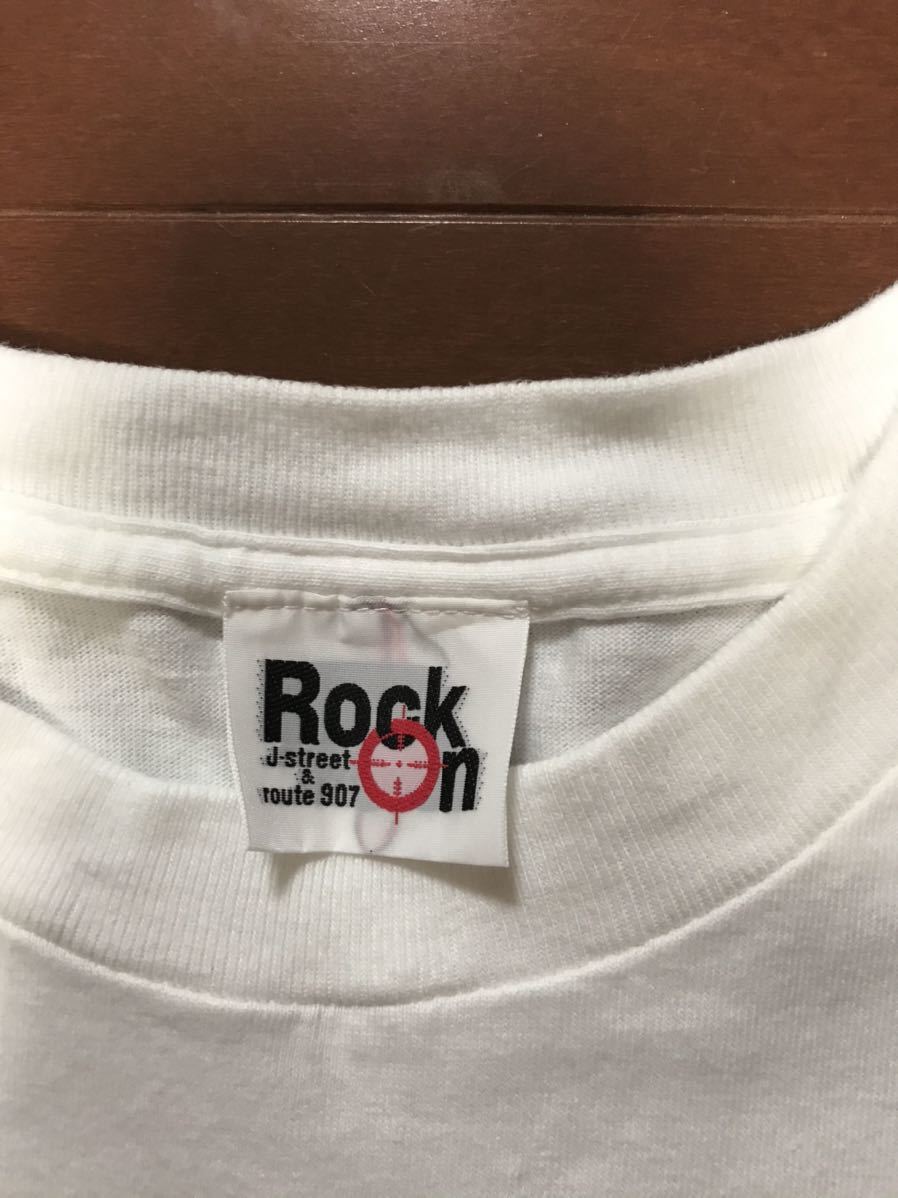 Rock
On
J-street
&
route 907